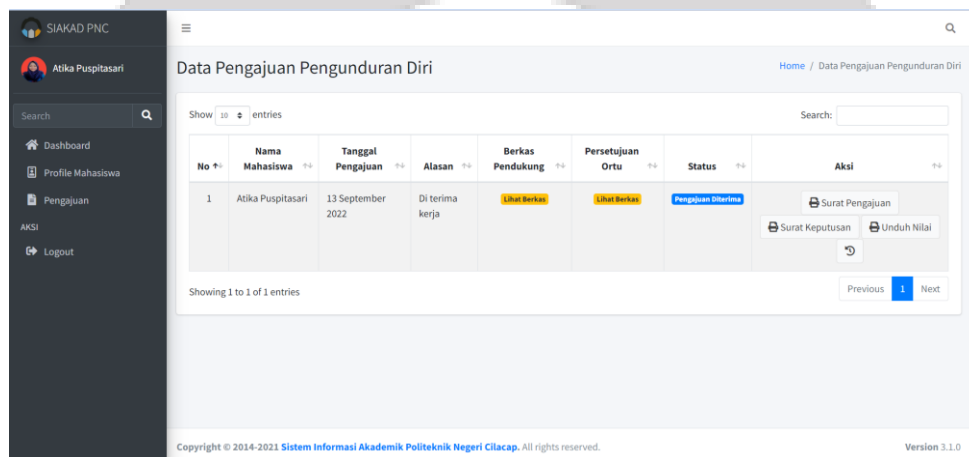 SIAKAD PNC
Atika Puspitasari
Search
Dashboard
Profile Mahasiswa
Pengajuan
AKSI
Logout
Data Pengajuan Pengunduran Diri
Home / Data Pengajuan Pengunduran Diri
Show 10 entries
Search:
No
Nama Mahasiswa
Tanggal Pengajuan
Alasan
Berkas Pendukung
Persetujuan Ortu
Status
Aksi
1
Atika Puspitasari
13 September 2022
Di terima kerja
Lihat Berkas
Lihat Berkas
Pengajuan Diterima
Surat Pengajuan
Surat Keputusan
Unduh Nilai
Showing 1 to 1 of 1 entries
Previous 1 Next
Copyright © 2014-2021 Sistem Informasi Akademik Politeknik Negeri Cilacap. All rights reserved.
Version 3.1.0